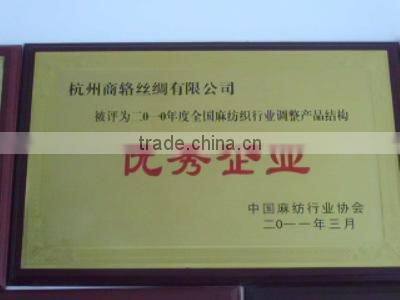 杭州商辂丝绸有限公司
被评为二0一0年度全国麻纺织行业调整产品结构
trade.china.cn
优秀企业
中国麻纺行业协会
二0一一年三月